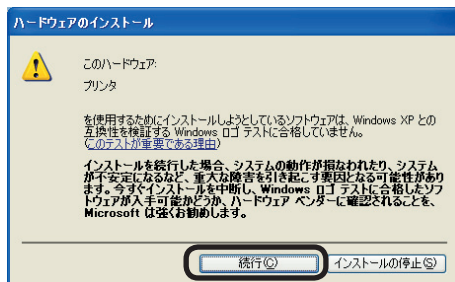 ハードウェアのインストール
このハードウェア:
プリンタ
を使用するためにインストールしようとしているソフトウェアは、Windows XP との
互換性を検証する Windows ロゴ テストに合格していません。
(このテストが重要である理由)
インストールを続行した場合、システムの動作が損なわれたり、システム
が不安定になるなど、重大な障害を引き起こす要因となる可能性があり
ます。今すぐインストールを中断し、Windows ロゴ テストに合格したソフ
トウェアが入手可能かどうか、ハードウェア ベンダーに確認されることを、
Microsoft は強くお勧めします。
続行(C) インストールの停止(S)